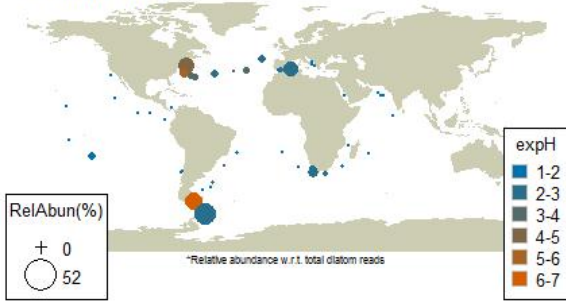 RelAbun(%)
0
52
*Relative abundance w.r.t. total diatom reads
expH
1-2
2-3
3-4
4-5
5-6
6-7